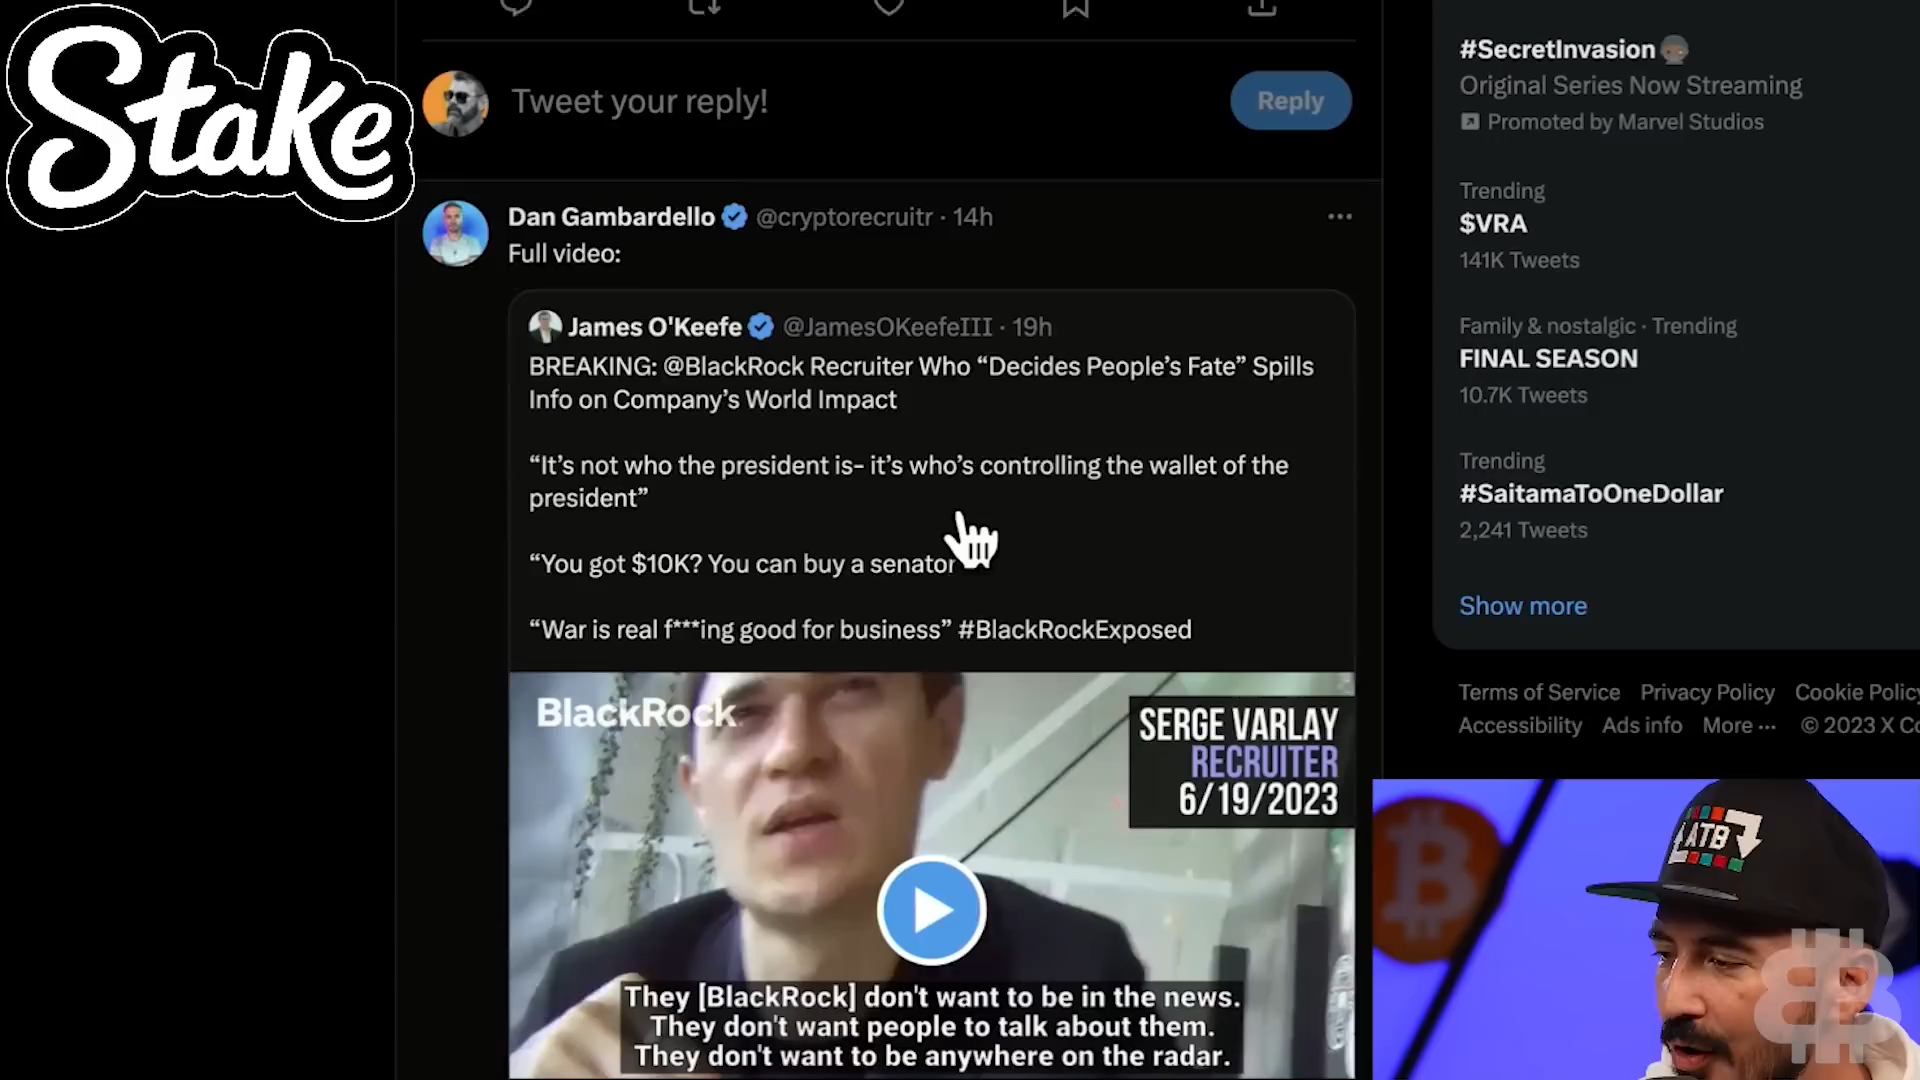 Stake
Tweet your reply!
Reply
Dan Gambardello @cryptorecruitr · 14h
Full video:
James O'Keefe @JamesOKeefeIII · 19h
BREAKING: @BlackRock Recruiter Who “Decides People’s Fate” Spills
Info on Company’s World Impact
“It’s not who the president is- it’s who’s controlling the wallet of the
president”
“You got $10K? You can buy a senator
“War is real f***ing good for business” #BlackRockExposed
BlackRock
SERGE VARLAY
RECRUITER
6/19/2023
They [BlackRock] don't want to be in the news.
They don't want people to talk about them.
They don't want to be anywhere on the radar.
#SecretInvasion
Original Series Now Streaming
Promoted by Marvel Studios
Trending
$VRA
141K Tweets
Family & nostalgic · Trending
FINAL SEASON
10.7K Tweets
Trending
#SaitamaToOneDollar
2,241 Tweets
Show more
Terms of Service Privacy Policy Cookie Policy
Accessibility Ads info More ··· © 2023 X Co
ATB